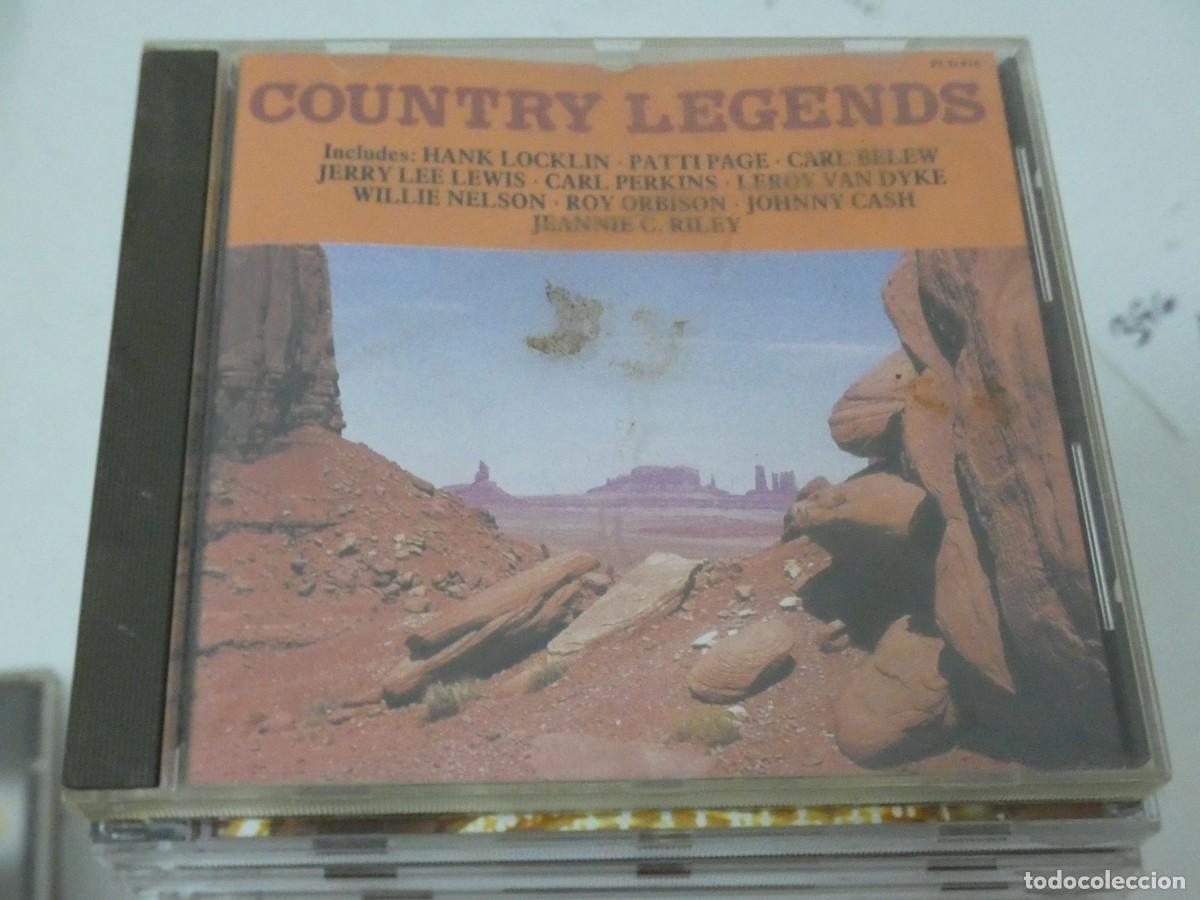 COUNTRY LEGENDS
Includes: HANK LOCKLIN · PATTI PAGE · CARL BELEW
JERRY LEE LEWIS · CARL PERKINS · LEROY VAN DYKE
WILLIE NELSON · ROY ORBISON · JOHNNY CASH
JEANNIE C. RILEY
todocoleccion